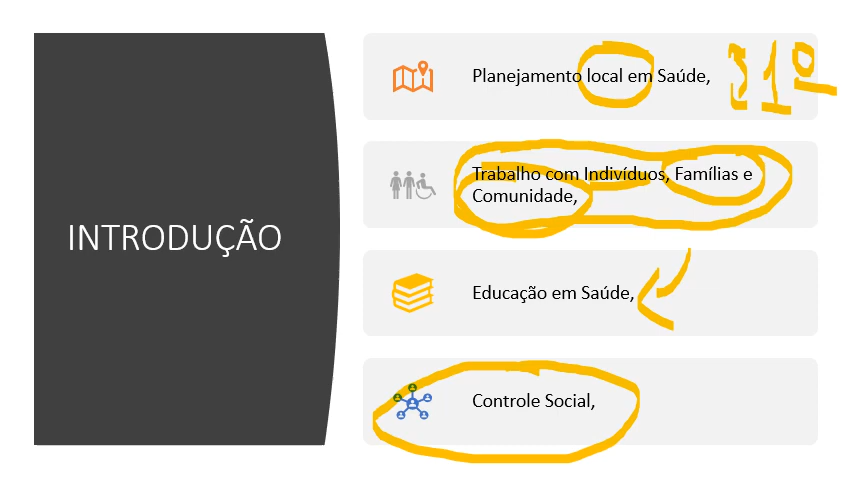 INTRODUÇÃO
Planejamento local em Saúde,
Trabalho com Indivíduos, Famílias e
Comunidade,
Educação em Saúde,
Controle Social,